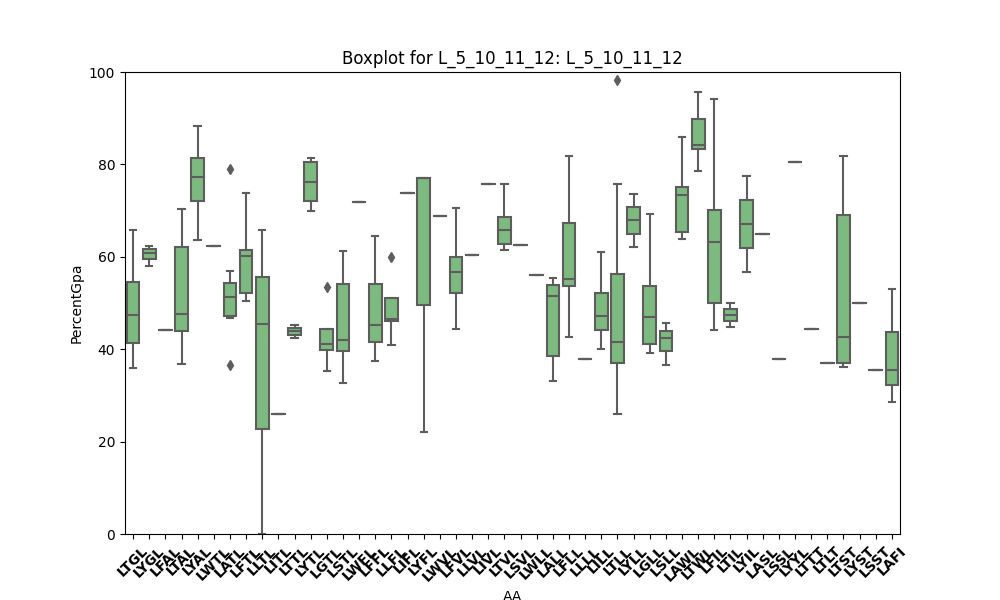 Boxplot for L_5_10_11_12: L_5_10_11_12
PercentGpa
100
80
60
40
20
0
LTGL LYGL LFAL LTAL LYAL LWTL LATL LFTL LLTL LITL LTTL LYTL LGTL LSTL LWFL LFFL LLFL LIFL LYFL LWVL LFVL LLVL LIVL LTVL LSVL LWLL LALL LFLL LLLL LILL LTLL LYLL LGLL LSLL LAWL LTWL LFIL LTIL LYIL LASL LSSL LYYL LTTT LTLT LTST LYST LSST LAFI
AA